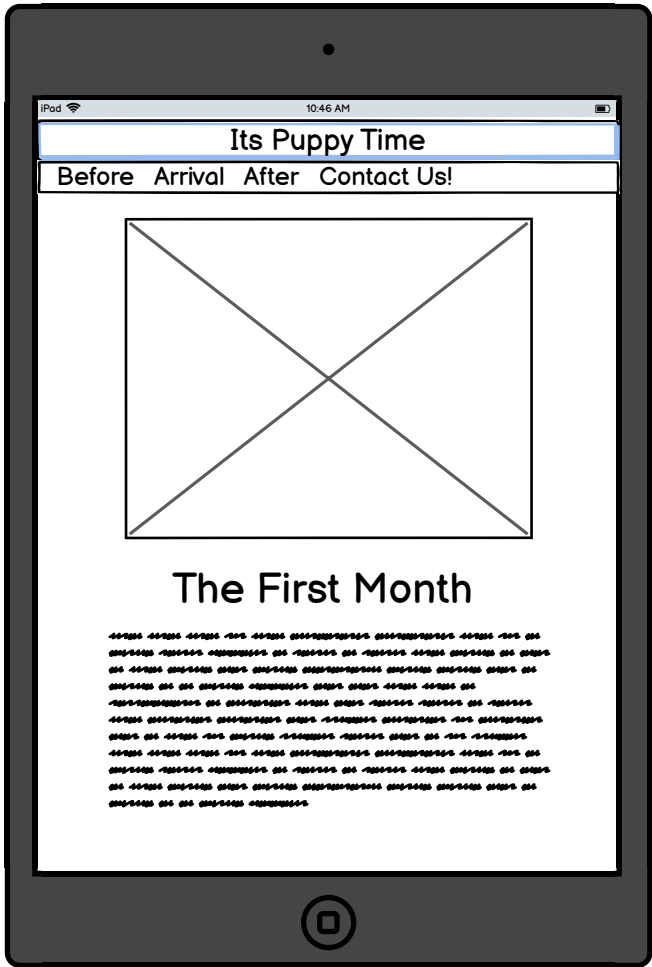 iPad 10:46 AM
Its Puppy Time
Before Arrival After Contact Us!
The First Month